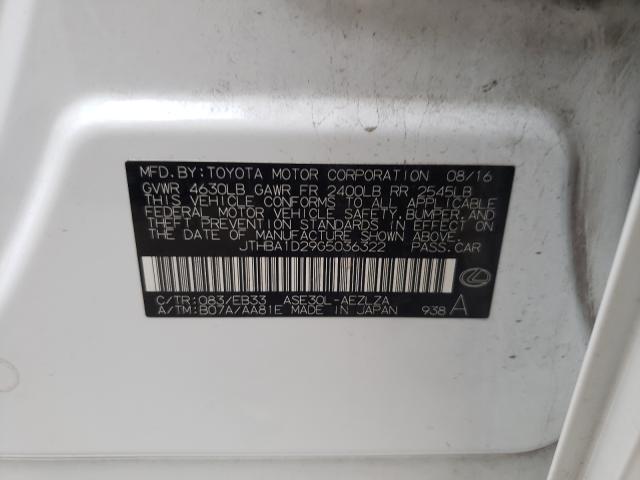 MFD.BY:TOYOTA MOTOR CORPORATION 08/16
GVWR 4630LB GAWR FR 2400LB RR 2545LB
THIS VEHICLE CONFORMS TO ALL APPLICABLE
FEDERAL MOTOR VEHICLE SAFETY,BUMPER,AND
THEFT PREVENTION STANDARDS IN EFFECT ON
THE DATE OF MANUFACTURE SHOWN ABOVE.
JTHBA1D29G5036322 PASS.CAR
C/TR:083/EB33 ASE30L-AEZLZA
A/TM:B07A/AA81E MADE IN JAPAN 938 A